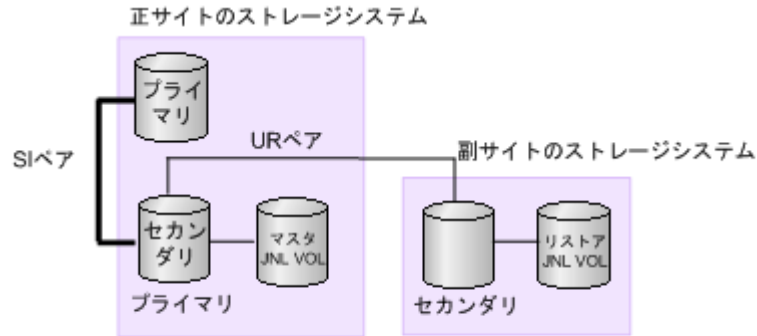 正サイトのストレージシステム
プライ
マリ
SIペア
URペア
副サイトのストレージシステム
セカン
ダリ
マスタ
JNL VOL
リストア
JNL VOL
プライマリ
セカンダリ